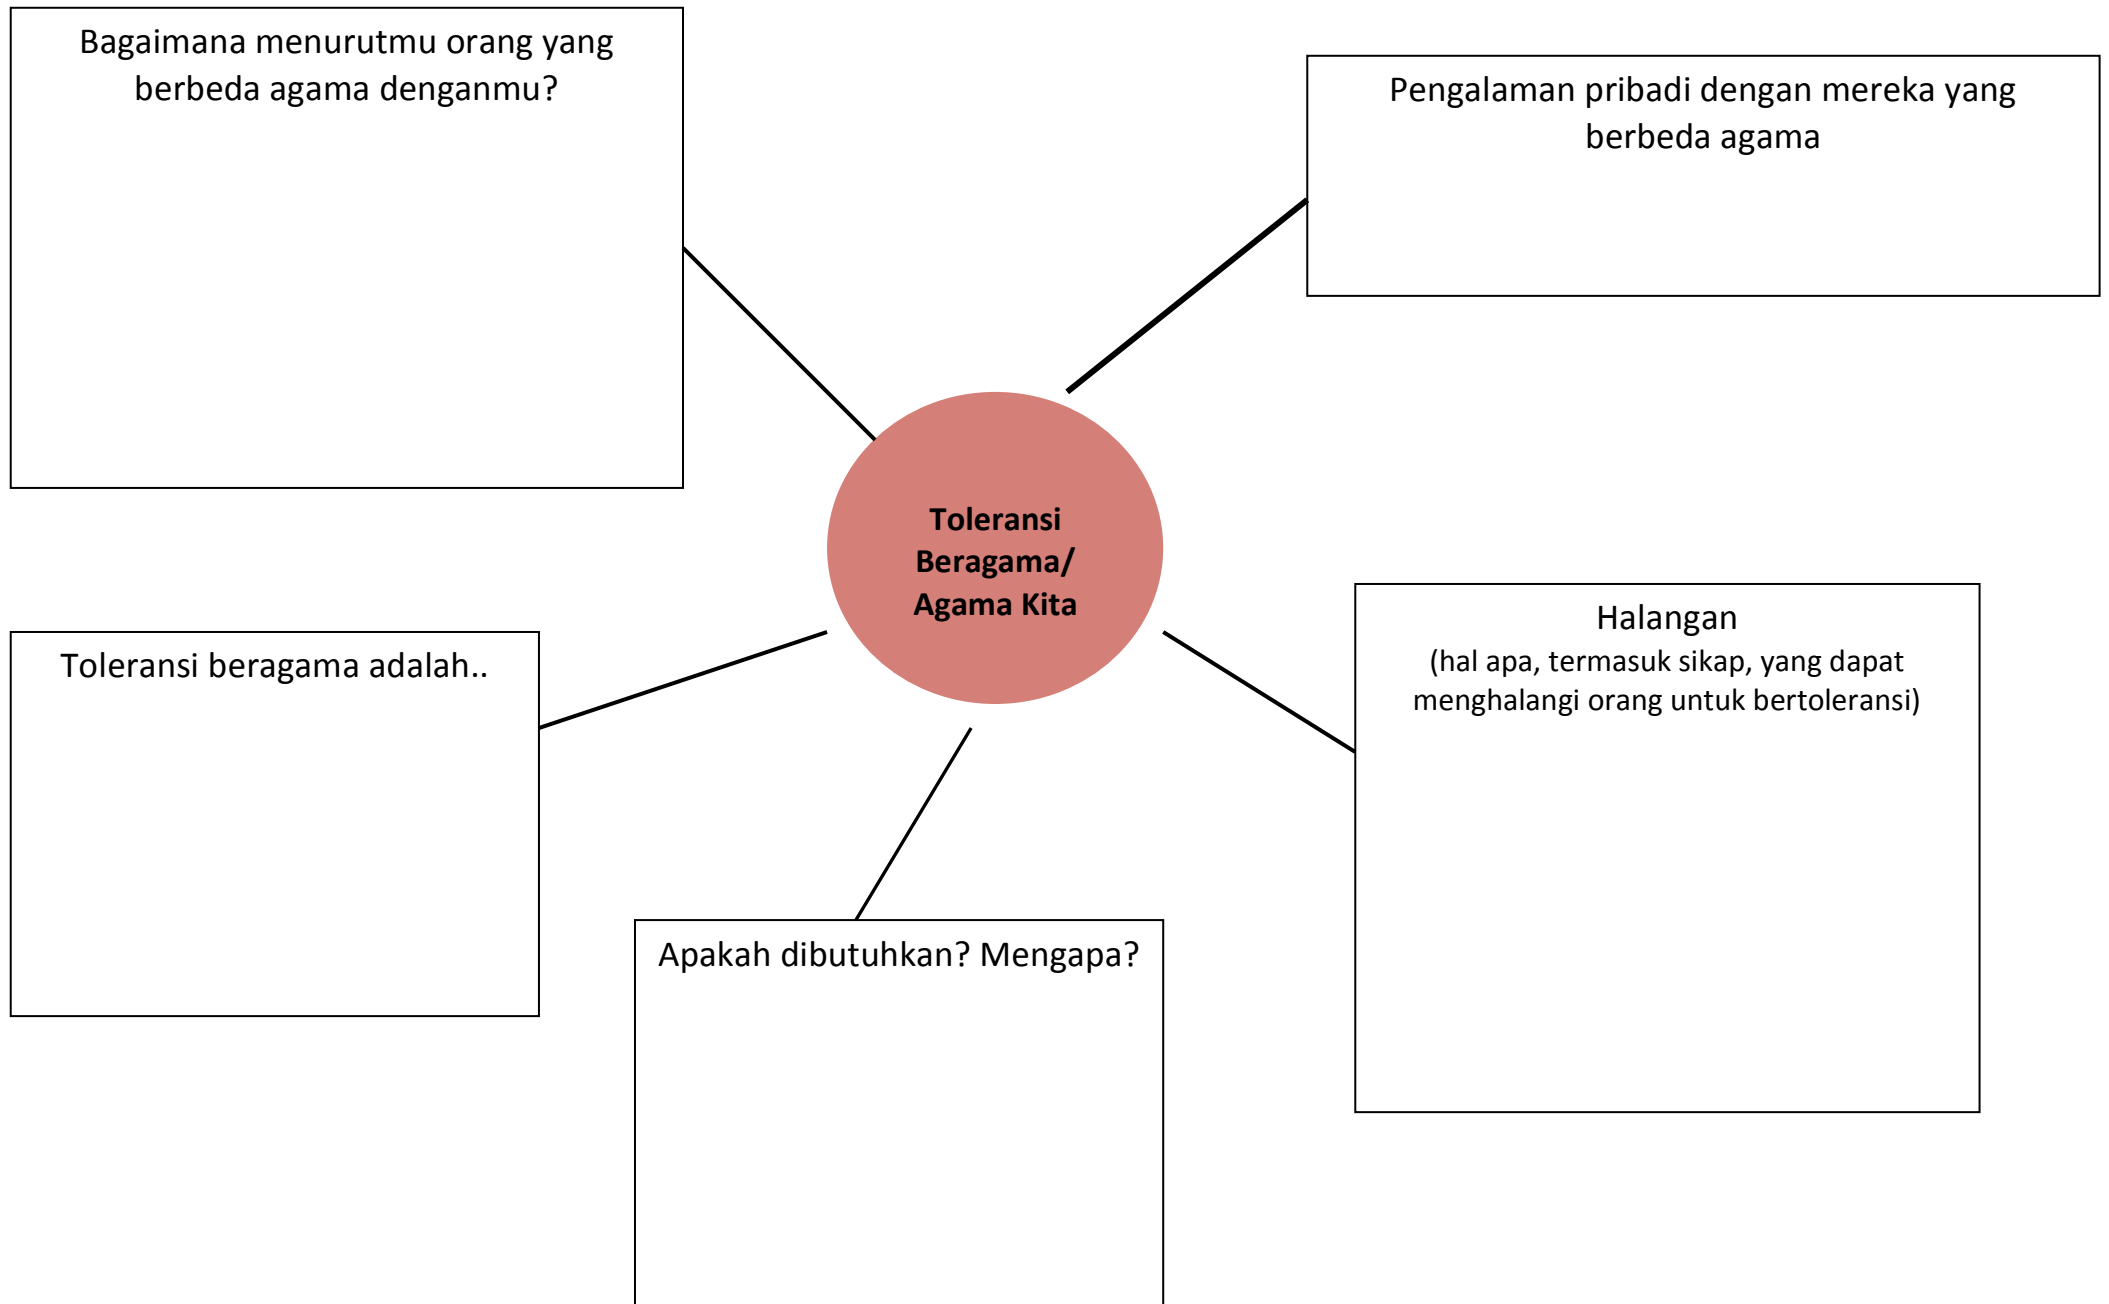 Bagaimana menurutmu orang yang
berbeda agama denganmu?
Pengalaman pribadi dengan mereka yang
berbeda agama
Toleransi
Beragama/
Agama Kita
Halangan
(hal apa, termasuk sikap, yang dapat
menghalangi orang untuk bertoleransi)
Toleransi beragama adalah..
Apakah dibutuhkan? Mengapa?